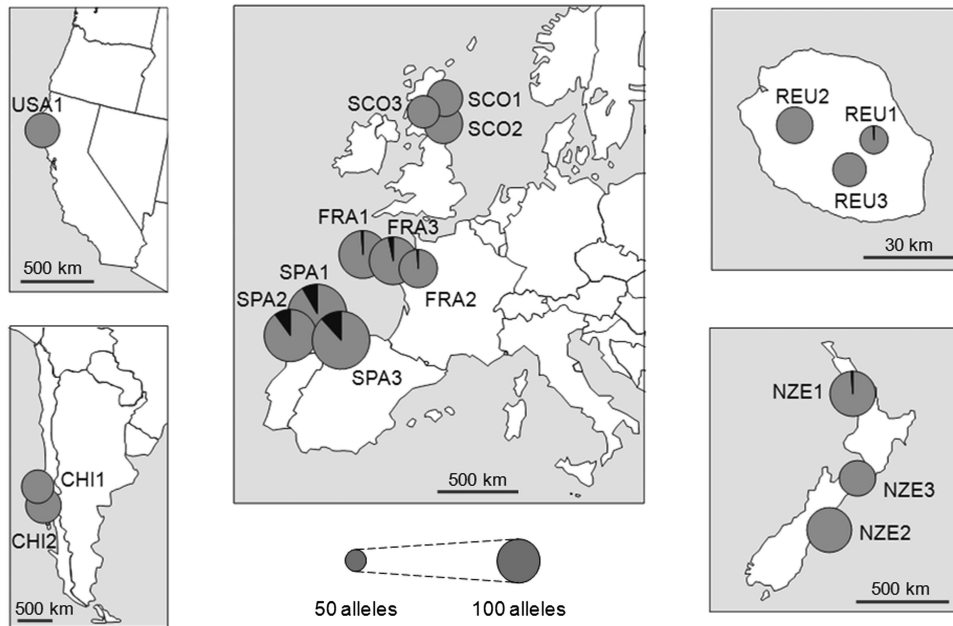 USA1
500 km
SCO3
SCO1
SCO2
FRA1
FRA3
FRA2
SPA1
SPA2
SPA3
500 km
REU2
REU1
REU3
30 km
CHI1
CHI2
500 km
50 alleles
100 alleles
NZE1
NZE3
NZE2
500 km